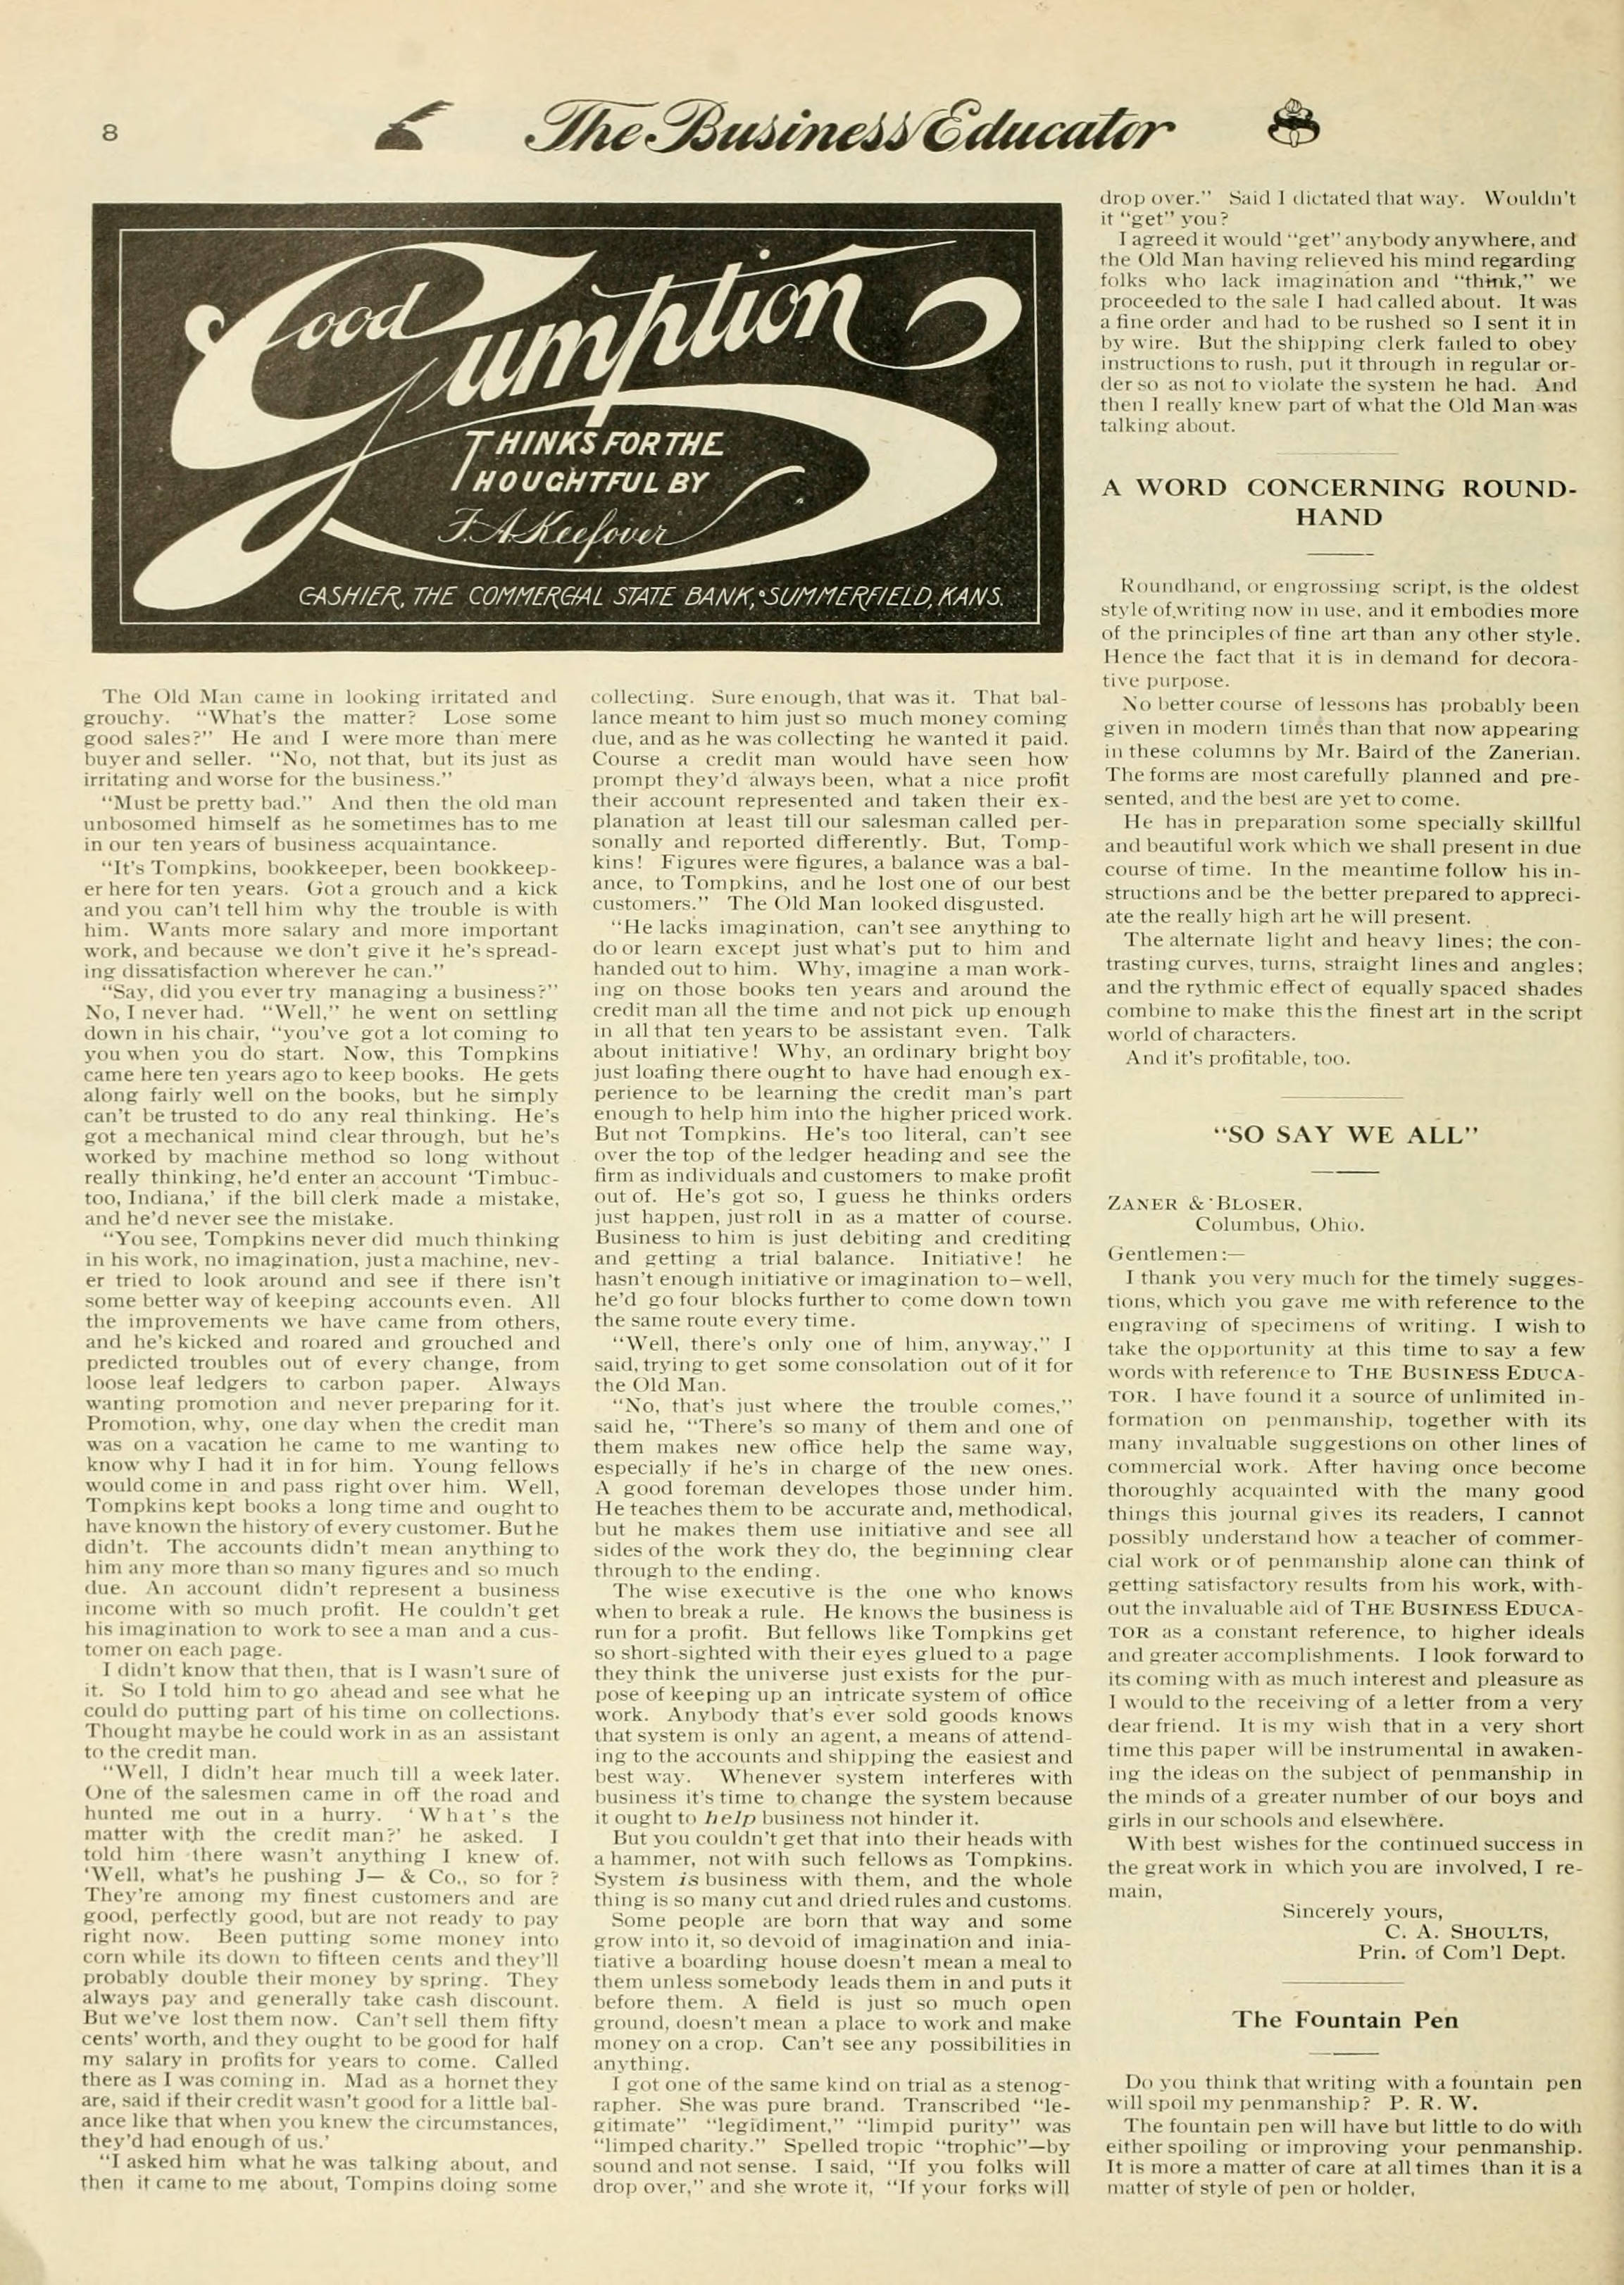 8
The Business Educator
Good
Gumption
THINKS FOR THE
THOUGHTFUL BY
F. A. Keefover
CASHIER, THE COMMERCIAL STATE BANK, SUMMERFIELD, KANS.
The Old Man came in looking irritated and
grouchy. "What's the matter? Lose some
good sales?" He and I were more than mere
buyer and seller. "No, not that, but its just as
irritating and worse for the business."
"Must be pretty bad." And then the old man
unbosomed himself as he sometimes has to me
in our ten years of business acquaintance.
"It's Tompkins, bookkeeper, been bookkeep-
er here for ten years. Got a grouch and a kick
and you can't tell him why the trouble is with
him. Wants more salary and more important
work, and because we don't give it he's spread-
ing dissatisfaction wherever he can."
"Say, did you ever try managing a business?"
No, I never had. "Well," he went on settling
down in his chair, "you've got a lot coming to
you when you do start. Now, this Tompkins
came here ten years ago to keep books. He gets
along fairly well on the books, but he simply
can't be trusted to do any real thinking. He's
got a mechanical mind clear through, but he's
worked by machine method so long without
really thinking, he'd enter an account 'Timbuc-
too, Indiana,' if the bill clerk made a mistake,
and he'd never see the mistake.
"You see, Tompkins never did much thinking
in his work, no imagination, just a machine, nev-
er tried to look around and see if there isn't
some better way of keeping accounts even. All
the improvements we have came from others,
and he's kicked and roared and grouched and
predicted troubles out of every change, from
loose leaf ledgers to carbon paper. Always
wanting promotion and never preparing for it.
Promotion, why, one day when the credit man
was on a vacation he came to me wanting to
know why I had it in for him. Young fellows
would come in and pass right over him. Well,
Tompkins kept books a long time and ought to
have known the history of every customer. But he
didn't. The accounts didn't mean anything to
him any more than so many figures and so much
due. An account didn't represent a business
income with so much profit. He couldn't get
his imagination to work to see a man and a cus-
tomer on each page.
I didn't know that then, that is I wasn't sure of
it. So I told him to go ahead and see what he
could do putting part of his time on collections.
Thought maybe he could work in as an assistant
to the credit man.
"Well, I didn't hear much till a week later.
One of the salesmen came in off the road and
hunted me out in a hurry. 'What's the
matter with the credit man?' he asked. I
told him there wasn't anything I knew of.
'Well, what's he pushing J— & Co., so for?
They're among my finest customers and are
good, perfectly good, but are not ready to pay
right now. Been putting some money into
corn while its down to fifteen cents and they'll
probably double their money by spring. They
always pay and generally take cash discount.
But we've lost them now. Can't sell them fifty
cents' worth, and they ought to be good for half
my salary in profits for years to come. Called
there as I was coming in. Mad as a hornet they
are, said if their credit wasn't good for a little bal-
ance like that when you knew the circumstances,
they'd had enough of us.'
"I asked him what he was talking about, and
then it came to me about, Tompins doing some
collecting. Sure enough, that was it. That bal-
lance meant to him just so much money coming
due, and as he was collecting he wanted it paid.
Course a credit man would have seen how
prompt they'd always been, what a nice profit
their account represented and taken their ex-
planation at least till our salesman called per-
sonally and reported differently. But, Tomp-
kins! Figures were figures, a balance was a bal-
ance, to Tompkins, and he lost one of our best
customers." The Old Man looked disgusted.
"He lacks imagination, can't see anything to
do or learn except just what's put to him and
handed out to him. Why, imagine a man work-
ing on those books ten years and around the
credit man all the time and not pick up enough
in all that ten years to be assistant even. Talk
about initiative! Why, an ordinary bright boy
just loafing there ought to have had enough ex-
perience to be learning the credit man's part
enough to help him into the higher priced work.
But not Tompkins. He's too literal, can't see
over the top of the ledger heading and see the
firm as individuals and customers to make profit
out of. He's got so, I guess he thinks orders
just happen, just roll in as a matter of course.
Business to him is just debiting and crediting
and getting a trial balance. Initiative! he
hasn't enough initiative or imagination to—well,
he'd go four blocks further to come down town
the same route every time.
"Well, there's only one of him, anyway," I
said, trying to get some consolation out of it for
the Old Man.
"No, that's just where the trouble comes,"
said he, "There's so many of them and one of
them makes new office help the same way,
especially if he's in charge of the new ones.
A good foreman developes those under him.
He teaches them to be accurate and, methodical,
but he makes them use initiative and see all
sides of the work they do, the beginning clear
through to the ending.
The wise executive is the one who knows
when to break a rule. He knows the business is
run for a profit. But fellows like Tompkins get
so short-sighted with their eyes glued to a page
they think the universe just exists for the pur-
pose of keeping up an intricate system of office
work. Anybody that's ever sold goods knows
that system is only an agent, a means of attend-
ing to the accounts and shipping the easiest and
best way. Whenever system interferes with
business it's time to change the system because
it ought to help business not hinder it.
But you couldn't get that into their heads with
a hammer, not with such fellows as Tompkins.
System is business with them, and the whole
thing is so many cut and dried rules and customs.
Some people are born that way and some
grow into it, so devoid of imagination and inia-
tiative a boarding house doesn't mean a meal to
them unless somebody leads them in and puts it
before them. A field is just so much open
ground, doesn't mean a place to work and make
money on a crop. Can't see any possibilities in
anything.
I got one of the same kind on trial as a stenog-
rapher. She was pure brand. Transcribed "le-
gitimate" "legidiment," "limpid purity" was
"limped charity." Spelled tropic "trophic"—by
sound and not sense. I said, "If you folks will
drop over," and she wrote it, "If your forks will
drop over." Said I dictated that way. Wouldn't
it "get" you?
I agreed it would "get" anybody anywhere, and
the Old Man having relieved his mind regarding
folks who lack imagination and "think," we
proceeded to the sale I had called about. It was
a fine order and had to be rushed so I sent it in
by wire. But the shipping clerk failed to obey
instructions to rush, put it through in regular or-
der so as not to violate the system he had. And
then I really knew part of what the Old Man was
talking about.
A WORD CONCERNING ROUND-
HAND
Roundhand, or engrossing script, is the oldest
style of writing now in use, and it embodies more
of the principles of fine art than any other style.
Hence the fact that it is in demand for decora-
tive purpose.
No better course of lessons has probably been
given in modern times than that now appearing
in these columns by Mr. Baird of the Zanerian.
The forms are most carefully planned and pre-
sented, and the best are yet to come.
He has in preparation some specially skillful
and beautiful work which we shall present in due
course of time. In the meantime follow his in-
structions and be the better prepared to appreci-
ate the really high art he will present.
The alternate light and heavy lines; the con-
trasting curves, turns, straight lines and angles;
and the rythmic effect of equally spaced shades
combine to make this the finest art in the script
world of characters.
And it's profitable, too.
"SO SAY WE ALL"
ZANER & BLOSER,
Columbus, Ohio.
Gentlemen:—
I thank you very much for the timely sugges-
tions, which you gave me with reference to the
engraving of specimens of writing. I wish to
take the opportunity at this time to say a few
words with reference to THE BUSINESS EDUCA-
TOR. I have found it a source of unlimited in-
formation on penmanship, together with its
many invaluable suggestions on other lines of
commercial work. After having once become
thoroughly acquainted with the many good
things this journal gives its readers, I cannot
possibly understand how a teacher of commer-
cial work or of penmanship alone can think of
getting satisfactory results from his work, with-
out the invaluable aid of THE BUSINESS EDUCA-
TOR as a constant reference, to higher ideals
and greater accomplishments. I look forward to
its coming with as much interest and pleasure as
I would to the receiving of a letter from a very
dear friend. It is my wish that in a very short
time this paper will be instrumental in awaken-
ing the ideas on the subject of penmanship in
the minds of a greater number of our boys and
girls in our schools and elsewhere.
With best wishes for the continued success in
the great work in which you are involved, I re-
main,
Sincerely yours,
C. A. SHOULTS,
Prin. of Com'l Dept.
The Fountain Pen
Do you think that writing with a fountain pen
will spoil my penmanship? P. R. W.
The fountain pen will have but little to do with
either spoiling or improving your penmanship.
It is more a matter of care at all times than it is a
matter of style of pen or holder,